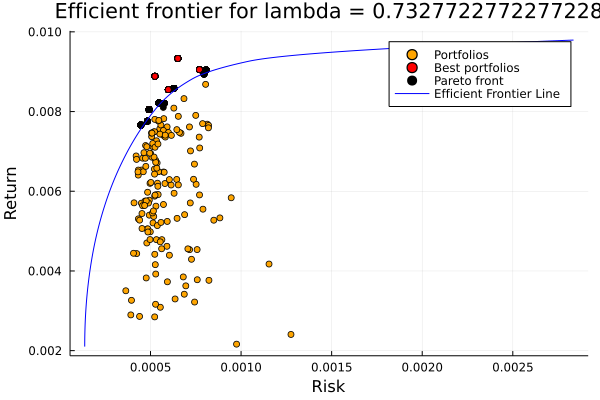 Efficient frontier for lambda = 0.7327722772277228
0.010
Portfolios
Best portfolios
Pareto front
Efficient Frontier Line
0.008
Return
0.006
0.004
0.002
0.0005 0.0010 0.0015 0.0020 0.0025
Risk